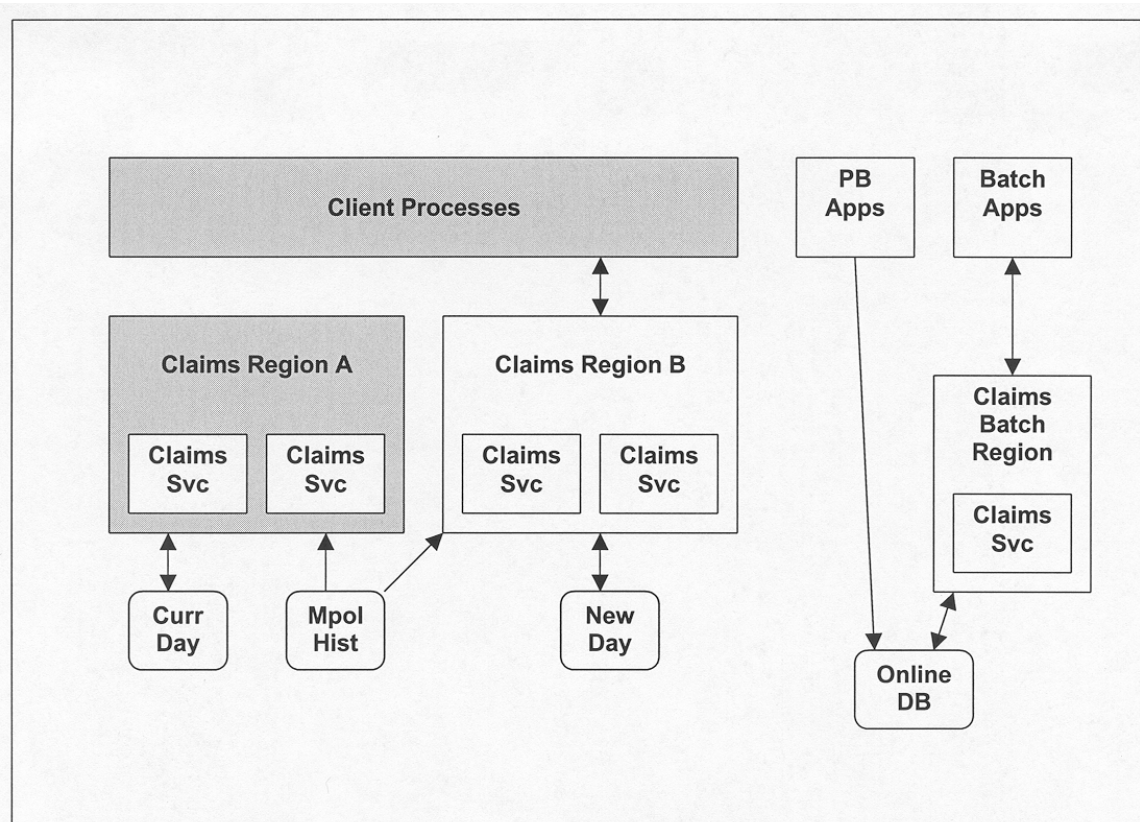 Client Processes
PB
Apps
Batch
Apps
Claims Region A
Claims Region B
Claims
Svc
Claims
Svc
Claims
Svc
Claims
Svc
Claims
Batch
Region
Claims
Svc
Curr
Day
Mpol
Hist
New
Day
Online
DB